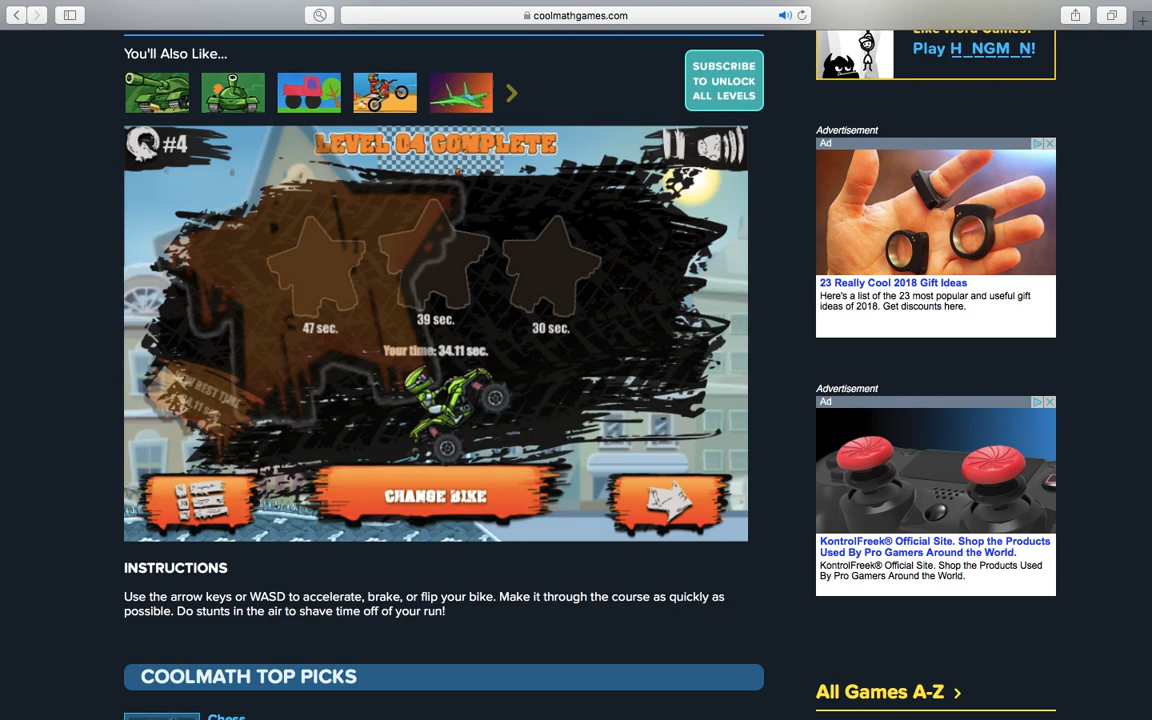 coolmathgames.com
You'll Also Like...
SUBSCRIBE
TO UNLOCK
ALL LEVELS
#4
LEVEL 04 COMPLETE
47 sec.
39 sec.
30 sec.
Your time: 34.11 sec.
NEW BEST TIME
34.11 sec.
CHANGE BIKE
INSTRUCTIONS
Use the arrow keys or WASD to accelerate, brake, or flip your bike. Make it through the course as quickly as
possible. Do stunts in the air to shave time off of your run!
COOLMATH TOP PICKS
Chess
Like Word Games?
Play H_NGM_N!
Advertisement
Ad
23 Really Cool 2018 Gift Ideas
Here's a list of the 23 most popular and useful gift
ideas of 2018. Get discounts here.
Advertisement
Ad
KontrolFreek® Official Site. Shop the Products
Used By Pro Gamers Around the World.
KontrolFreek® Official Site. Shop the Products Used
By Pro Gamers Around the World.
All Games A-Z >